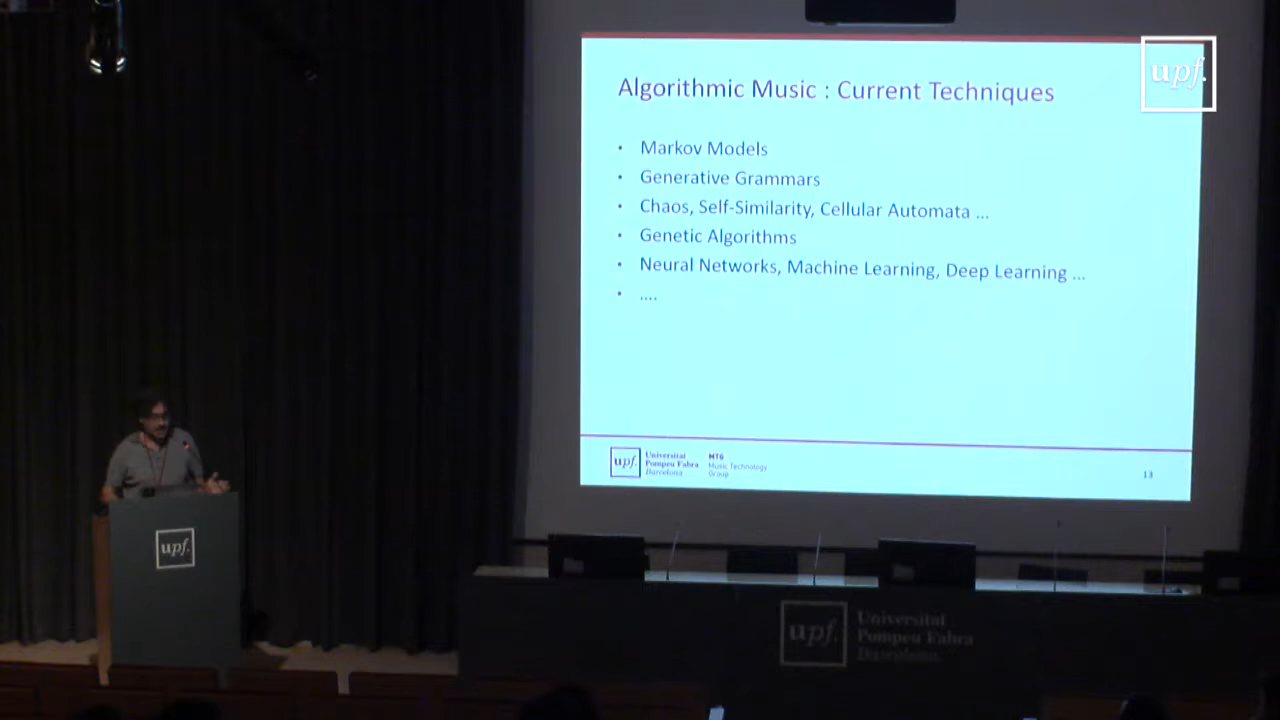 Algorithmic Music : Current Techniques
upf.
• Markov Models
• Generative Grammars
• Chaos, Self-Similarity, Cellular Automata ...
• Genetic Algorithms
• Neural Networks, Machine Learning, Deep Learning ...
• ....
upf. Universitat Pompeu Fabra Barcelona
MTG Music Technology Group
13
upf.
upf.
Universitat
Pompeu Fabra
Barcelona